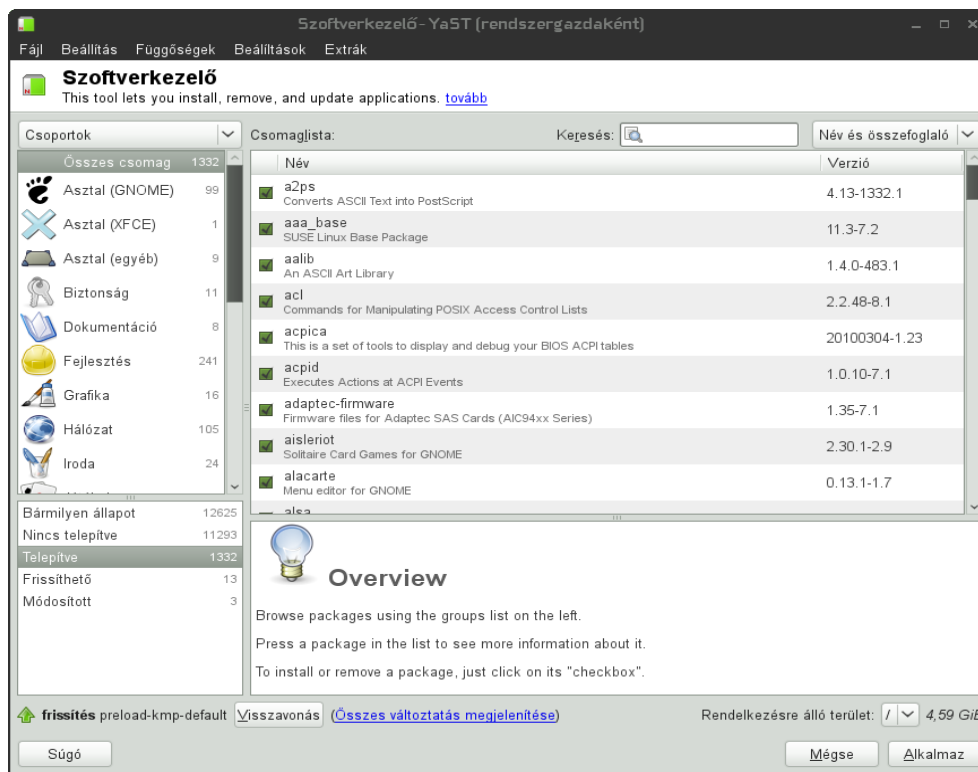 Szoftverkezelő - YaST (rendszergazdaként)
Fájl Beállítás Függőségek Beálíltások Extrák
Szoftverkezelő
This tool lets you install, remove, and update applications. tovább
Csoportok
Összes csomag 1332
Asztal (GNOME) 99
Asztal (XFCE) 1
Asztal (egyéb) 9
Biztonság 11
Dokumentáció 8
Fejlesztés 241
Grafika 16
Hálózat 105
Iroda 24
Bármilyen állapot 12625
Nincs telepítve 11293
Telepítve 1332
Frissíthető 13
Módosított 3
Csomaglista: Keresés: Név és összefoglaló
Név Verzió
a2ps 4.13-1332.1
Converts ASCII Text into PostScript
aaa_base 11.3-7.2
SUSE Linux Base Package
aalib 1.4.0-483.1
An ASCII Art Library
acl 2.2.48-8.1
Commands for Manipulating POSIX Access Control Lists
acpica 20100304-1.23
This is a set of tools to display and debug your BIOS ACPI tables
acpid 1.0.10-7.1
Executes Actions at ACPI Events
adaptec-firmware 1.35-7.1
Firmware files for Adaptec SAS Cards (AIC94xx Series)
aisleriot 2.30.1-2.9
Solitaire Card Games for GNOME
alacarte 0.13.1-1.7
Menu editor for GNOME
alsa
Overview
Browse packages using the groups list on the left.
Press a package in the list to see more information about it.
To install or remove a package, just click on its "checkbox".
frissítés preload-kmp-default Visszavonás (Összes változtatás megjelenítése) Rendelkezésre álló terület: / 4,59 GiB
Súgó Mégse Alkalmaz